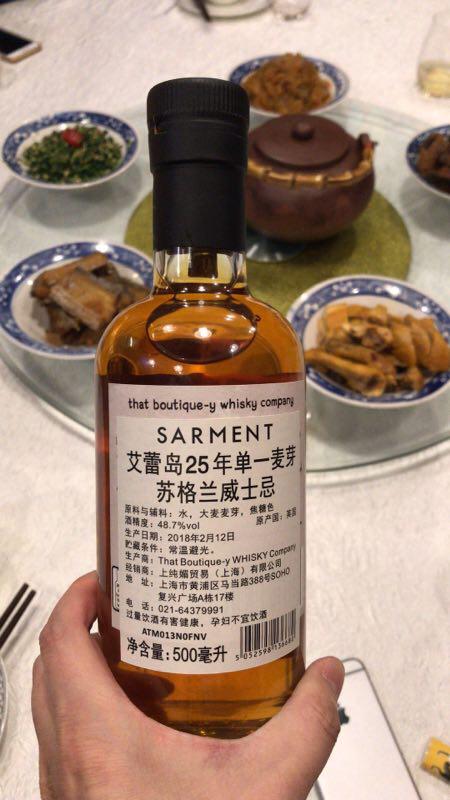 that boutique-y whisky company
SARMENT
艾蕾岛25年单一麦芽
苏格兰威士忌
原料与辅料：水，大麦麦芽，焦糖色
酒精度：48.7%vol 原产国：英国
生产日期：2018年2月12日
贮藏条件：常温避光。
生产商：That Boutique-y WHISKY Company
经销商：上纯媚贸易（上海）有限公司
地 址：上海市黄浦区马当路388号SOHO
复兴广场A栋17楼
电 话：021-64379991
过量饮酒有害健康，孕妇不宜饮酒
ATM013N0FNV
净含量：500毫升